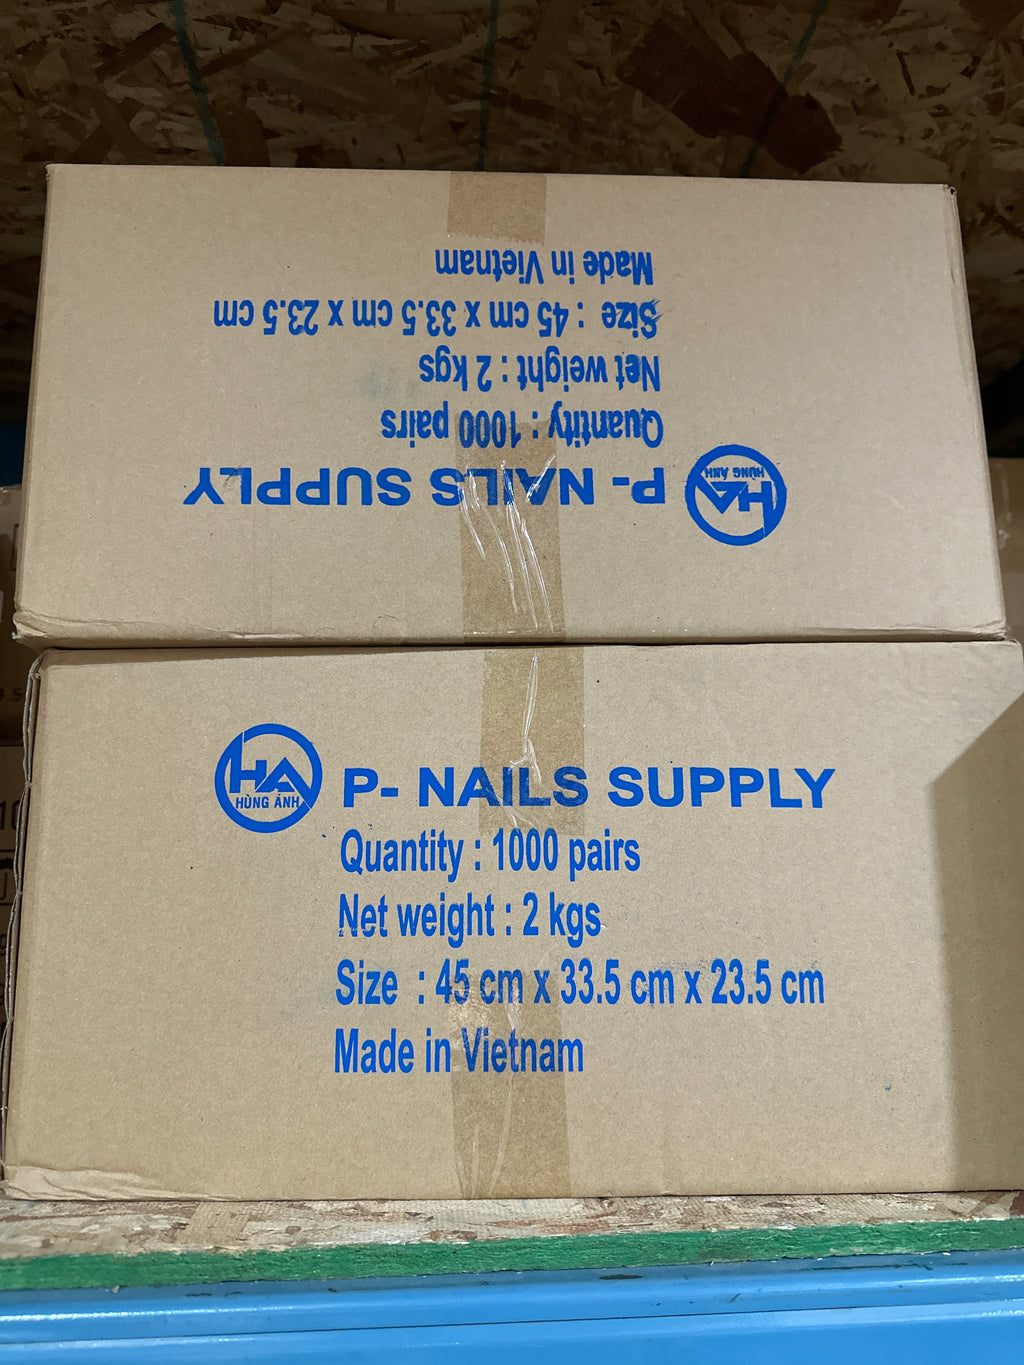 Made in Vietnam
Size : 45 cm x 33.5 cm x 23.5 cm
Net weight : 2 kgs
Quantity : 1000 pairs
P- NAILS SUPPLY
HA
HÙNG ÁNH
HA
HÙNG ÁNH
P- NAILS SUPPLY
Quantity : 1000 pairs
Net weight : 2 kgs
Size : 45 cm x 33.5 cm x 23.5 cm
Made in Vietnam